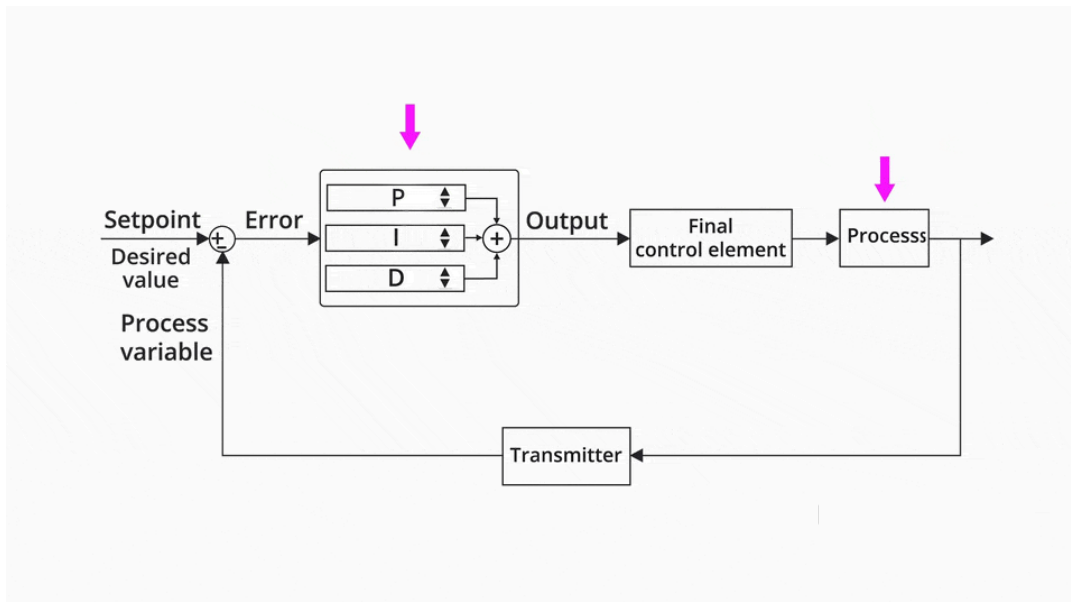 P
Setpoint
Error
I
+
Output
Final
control element
Processs
Desired
value
D
Process
variable
Transmitter